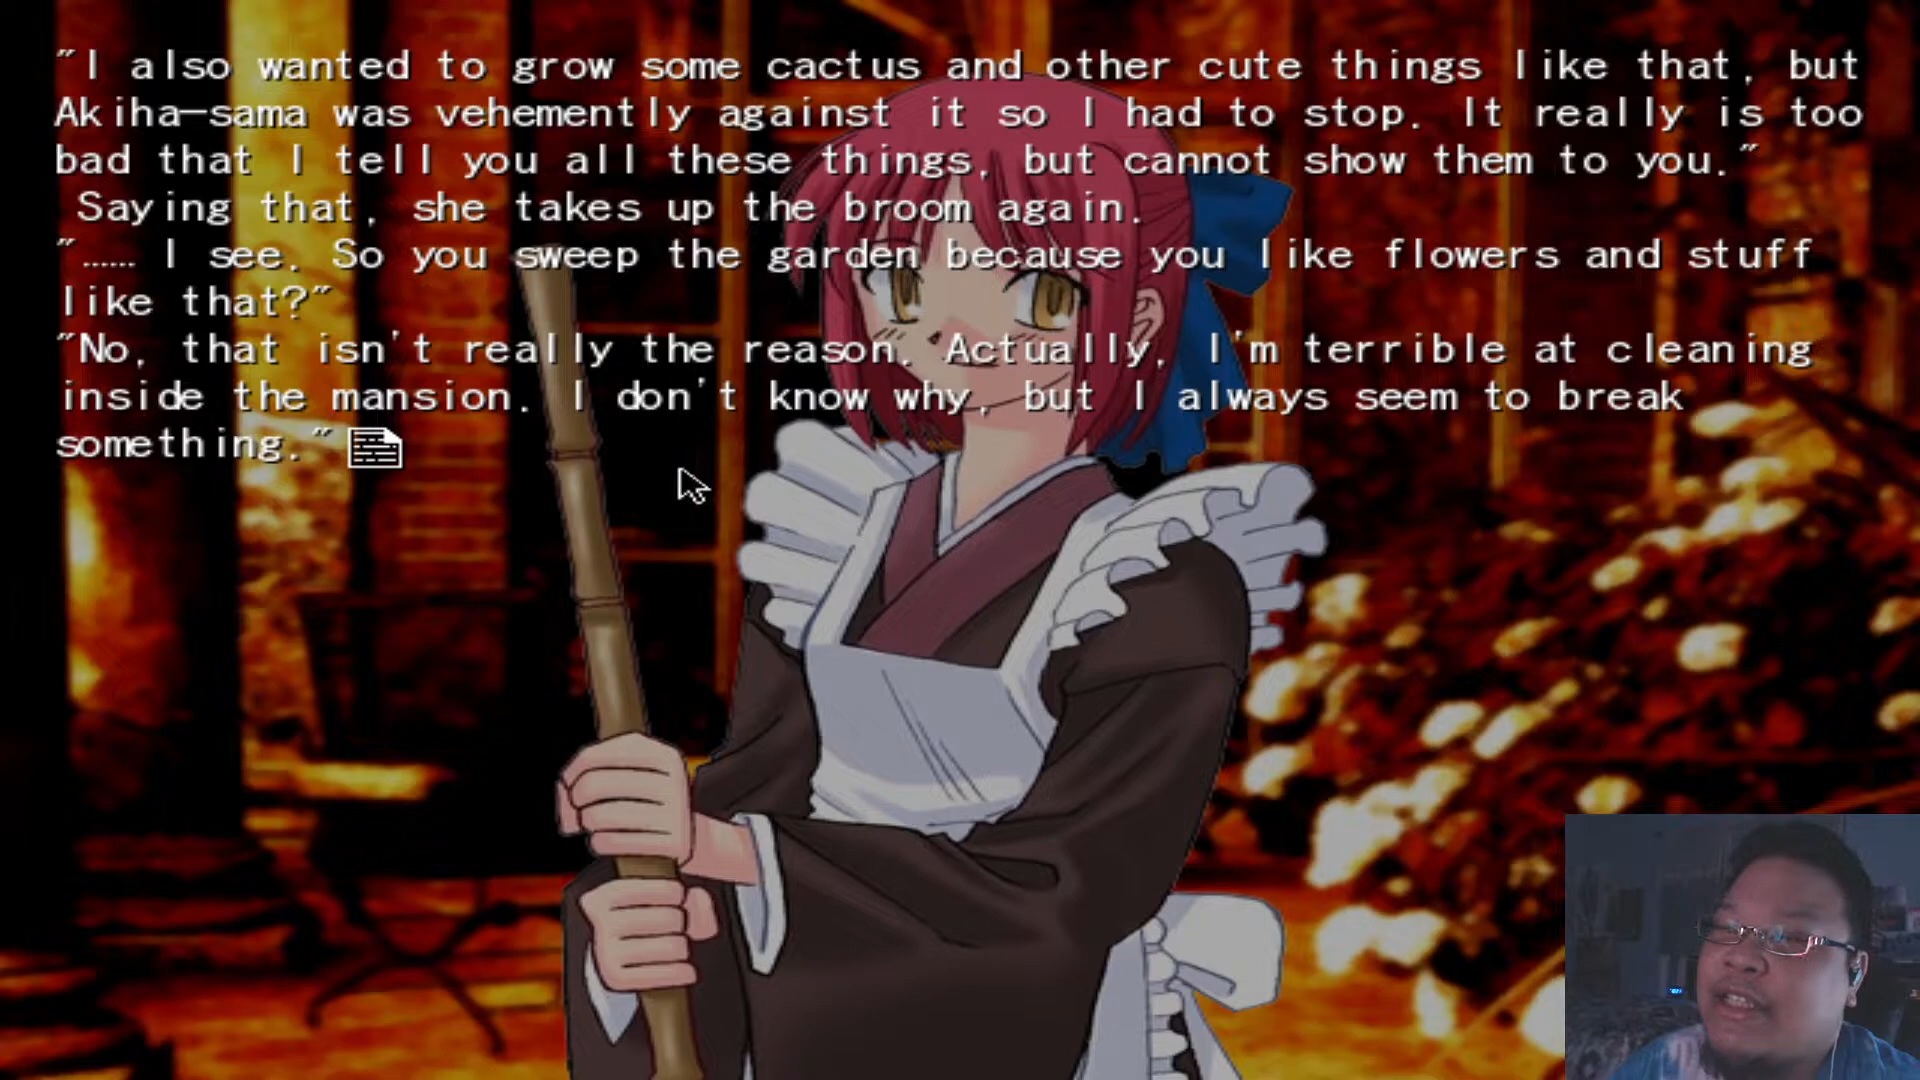 "I also wanted to grow some cactus and other cute things like that, but
Akiha-sama was vehemently against it so I had to stop. It really is too
bad that I tell you all these things, but cannot show them to you."
Saying that, she takes up the broom again.
"…… I see. So you sweep the garden because you like flowers and stuff
like that?"
"No, that isn't really the reason. Actually, I'm terrible at cleaning
inside the mansion. I don't know why, but I always seem to break
something."